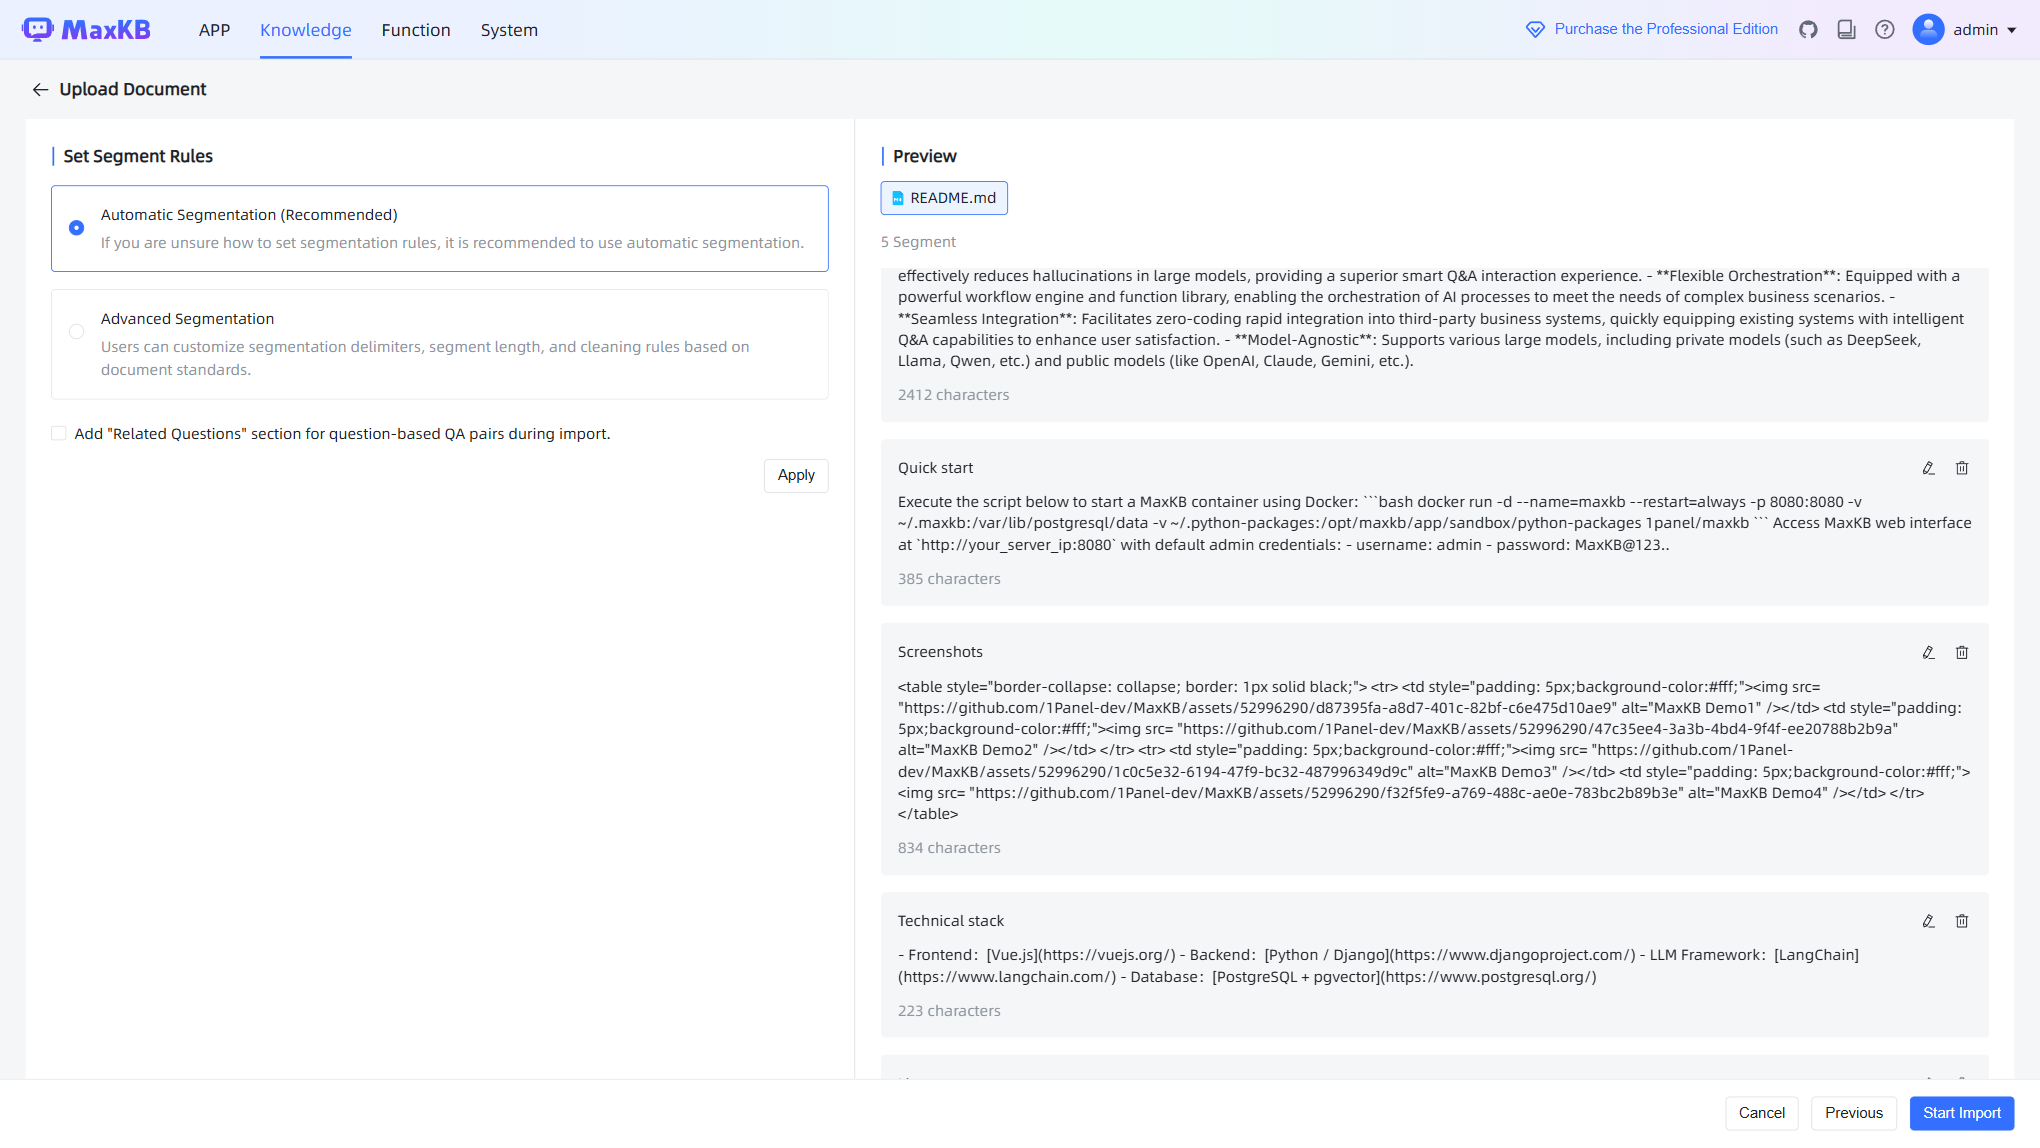 MaxKB
APP
Knowledge
Function
System
Purchase the Professional Edition
admin
Upload Document
Set Segment Rules
Automatic Segmentation (Recommended)
If you are unsure how to set segmentation rules, it is recommended to use automatic segmentation.
Advanced Segmentation
Users can customize segmentation delimiters, segment length, and cleaning rules based on
document standards.
Add "Related Questions" section for question-based QA pairs during import.
Apply
Preview
README.md
5 Segment
effectively reduces hallucinations in large models, providing a superior smart Q&A interaction experience. - **Flexible Orchestration**: Equipped with a
powerful workflow engine and function library, enabling the orchestration of AI processes to meet the needs of complex business scenarios. -
**Seamless Integration**: Facilitates zero-coding rapid integration into third-party business systems, quickly equipping existing systems with intelligent
Q&A capabilities to enhance user satisfaction. - **Model-Agnostic**: Supports various large models, including private models (such as DeepSeek,
Llama, Qwen, etc.) and public models (like OpenAI, Claude, Gemini, etc.).
2412 characters
Quick start
Execute the script below to start a MaxKB container using Docker: ```bash docker run -d --name=maxkb --restart=always -p 8080:8080 -v
~/.maxkb:/var/lib/postgresql/data -v ~/.python-packages:/opt/maxkb/app/sandbox/python-packages 1panel/maxkb ``` Access MaxKB web interface
at `http://your_server_ip:8080` with default admin credentials: - username: admin - password: MaxKB@123..
385 characters
Screenshots
<table style="border-collapse: collapse; border: 1px solid black;"> <tr> <td style="padding: 5px;background-color:#fff;"><img src=
"https://github.com/1Panel-dev/MaxKB/assets/52996290/d87395fa-a8d7-401c-82bf-c6e475d10ae9" alt="MaxKB Demo1" /></td> <td style="padding:
5px;background-color:#fff;"><img src= "https://github.com/1Panel-dev/MaxKB/assets/52996290/47c35ee4-3a3b-4bd4-9f4f-ee20788b2b9a"
alt="MaxKB Demo2" /></td> </tr> <tr> <td style="padding: 5px;background-color:#fff;"><img src= "https://github.com/1Panel-
dev/MaxKB/assets/52996290/1c0c5e32-6194-47f9-bc32-487996349d9c" alt="MaxKB Demo3" /></td> <td style="padding: 5px;background-color:#fff;">
<img src= "https://github.com/1Panel-dev/MaxKB/assets/52996290/f32f5fe9-a769-488c-ae0e-783bc2b89b3e" alt="MaxKB Demo4" /></td> </tr>
</table>
834 characters
Technical stack
- Frontend：[Vue.js](https://vuejs.org/) - Backend：[Python / Django](https://www.djangoproject.com/) - LLM Framework：[LangChain]
(https://www.langchain.com/) - Database：[PostgreSQL + pgvector](https://www.postgresql.org/)
223 characters
Cancel
Previous
Start Import